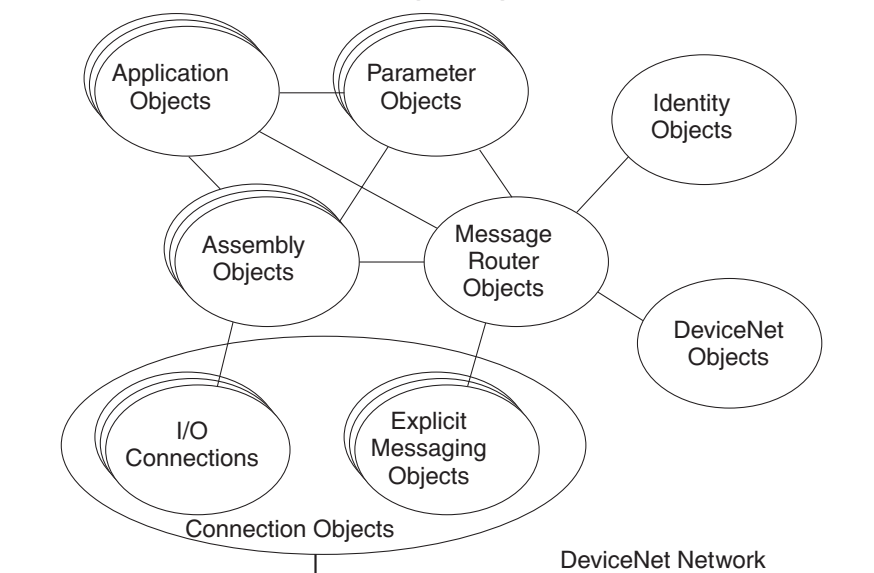 Application
Objects
Parameter
Objects
Identity
Objects
Assembly
Objects
Message
Router
Objects
DeviceNet
Objects
I/O
Connections
Explicit
Messaging
Objects
Connection Objects
DeviceNet Network